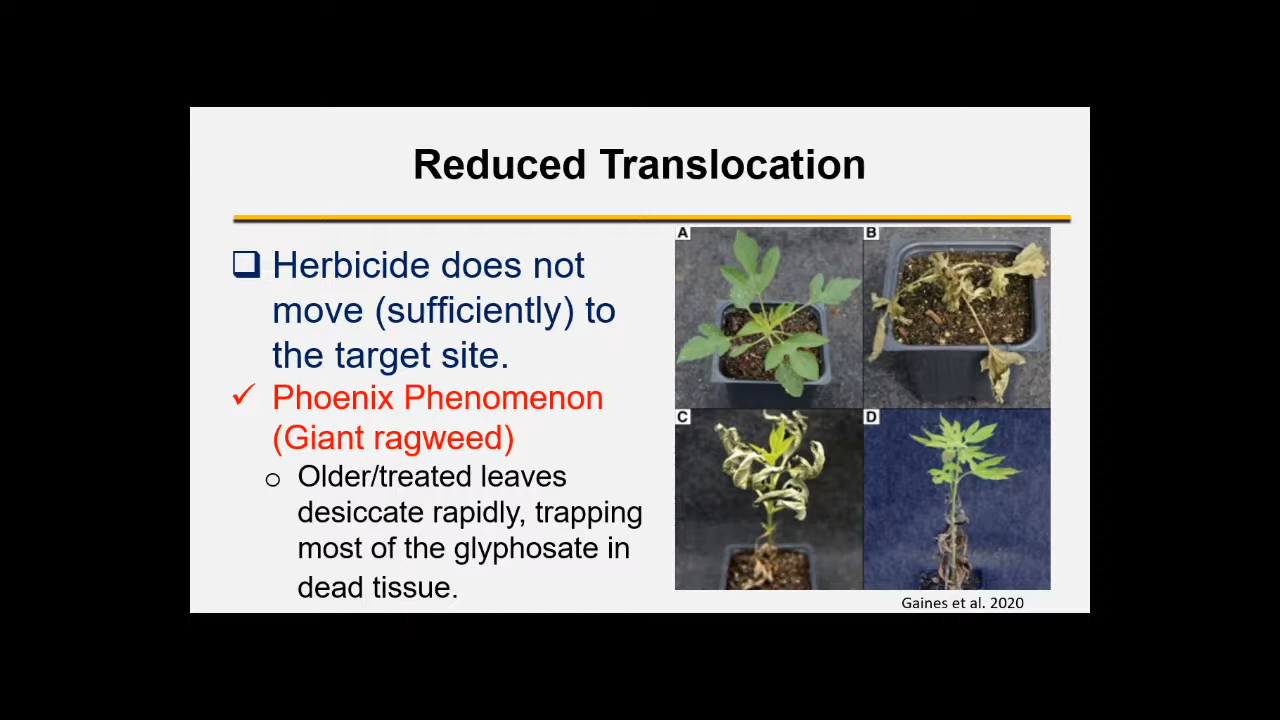 Reduced Translocation
Herbicide does not
move (sufficiently) to
the target site.
Phoenix Phenomenon
(Giant ragweed)
Older/treated leaves
desiccate rapidly, trapping
most of the glyphosate in
dead tissue.
A
B
C
D
Gaines et al. 2020